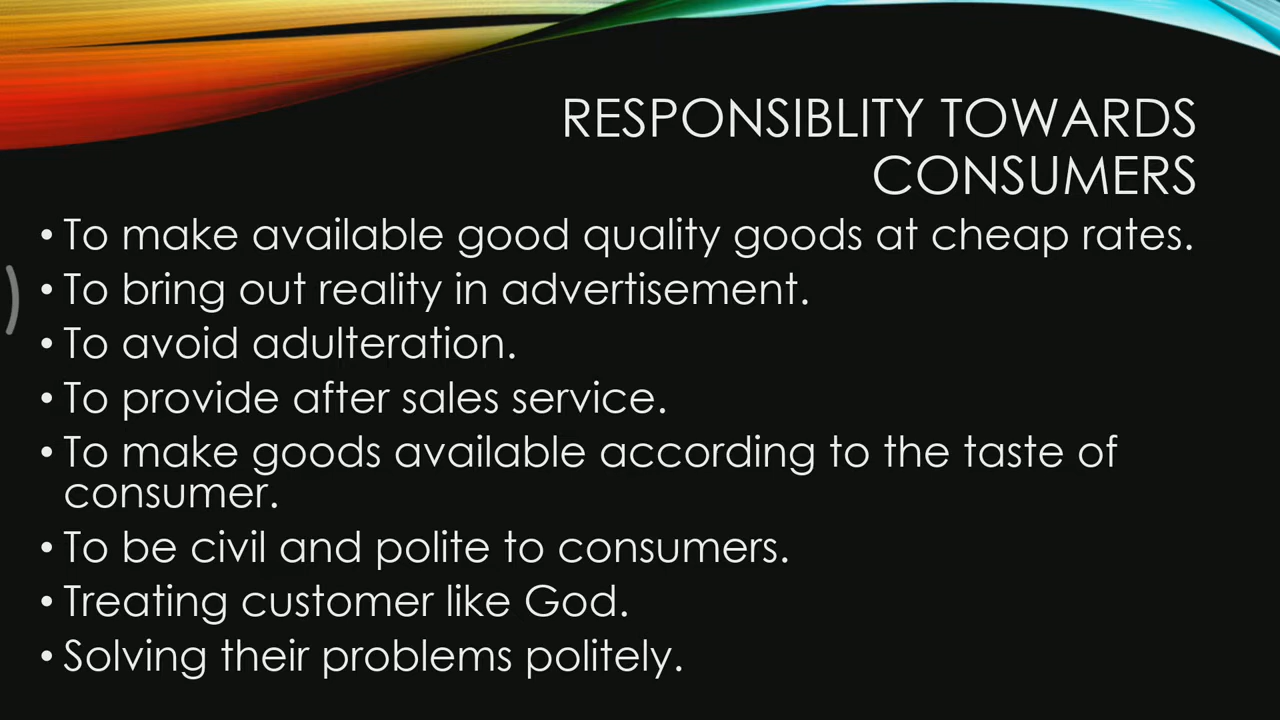 RESPONSIBLITY TOWARDS
CONSUMERS
• To make available good quality goods at cheap rates.
• To bring out reality in advertisement.
• To avoid adulteration.
• To provide after sales service.
• To make goods available according to the taste of
consumer.
• To be civil and polite to consumers.
• Treating customer like God.
• Solving their problems politely.